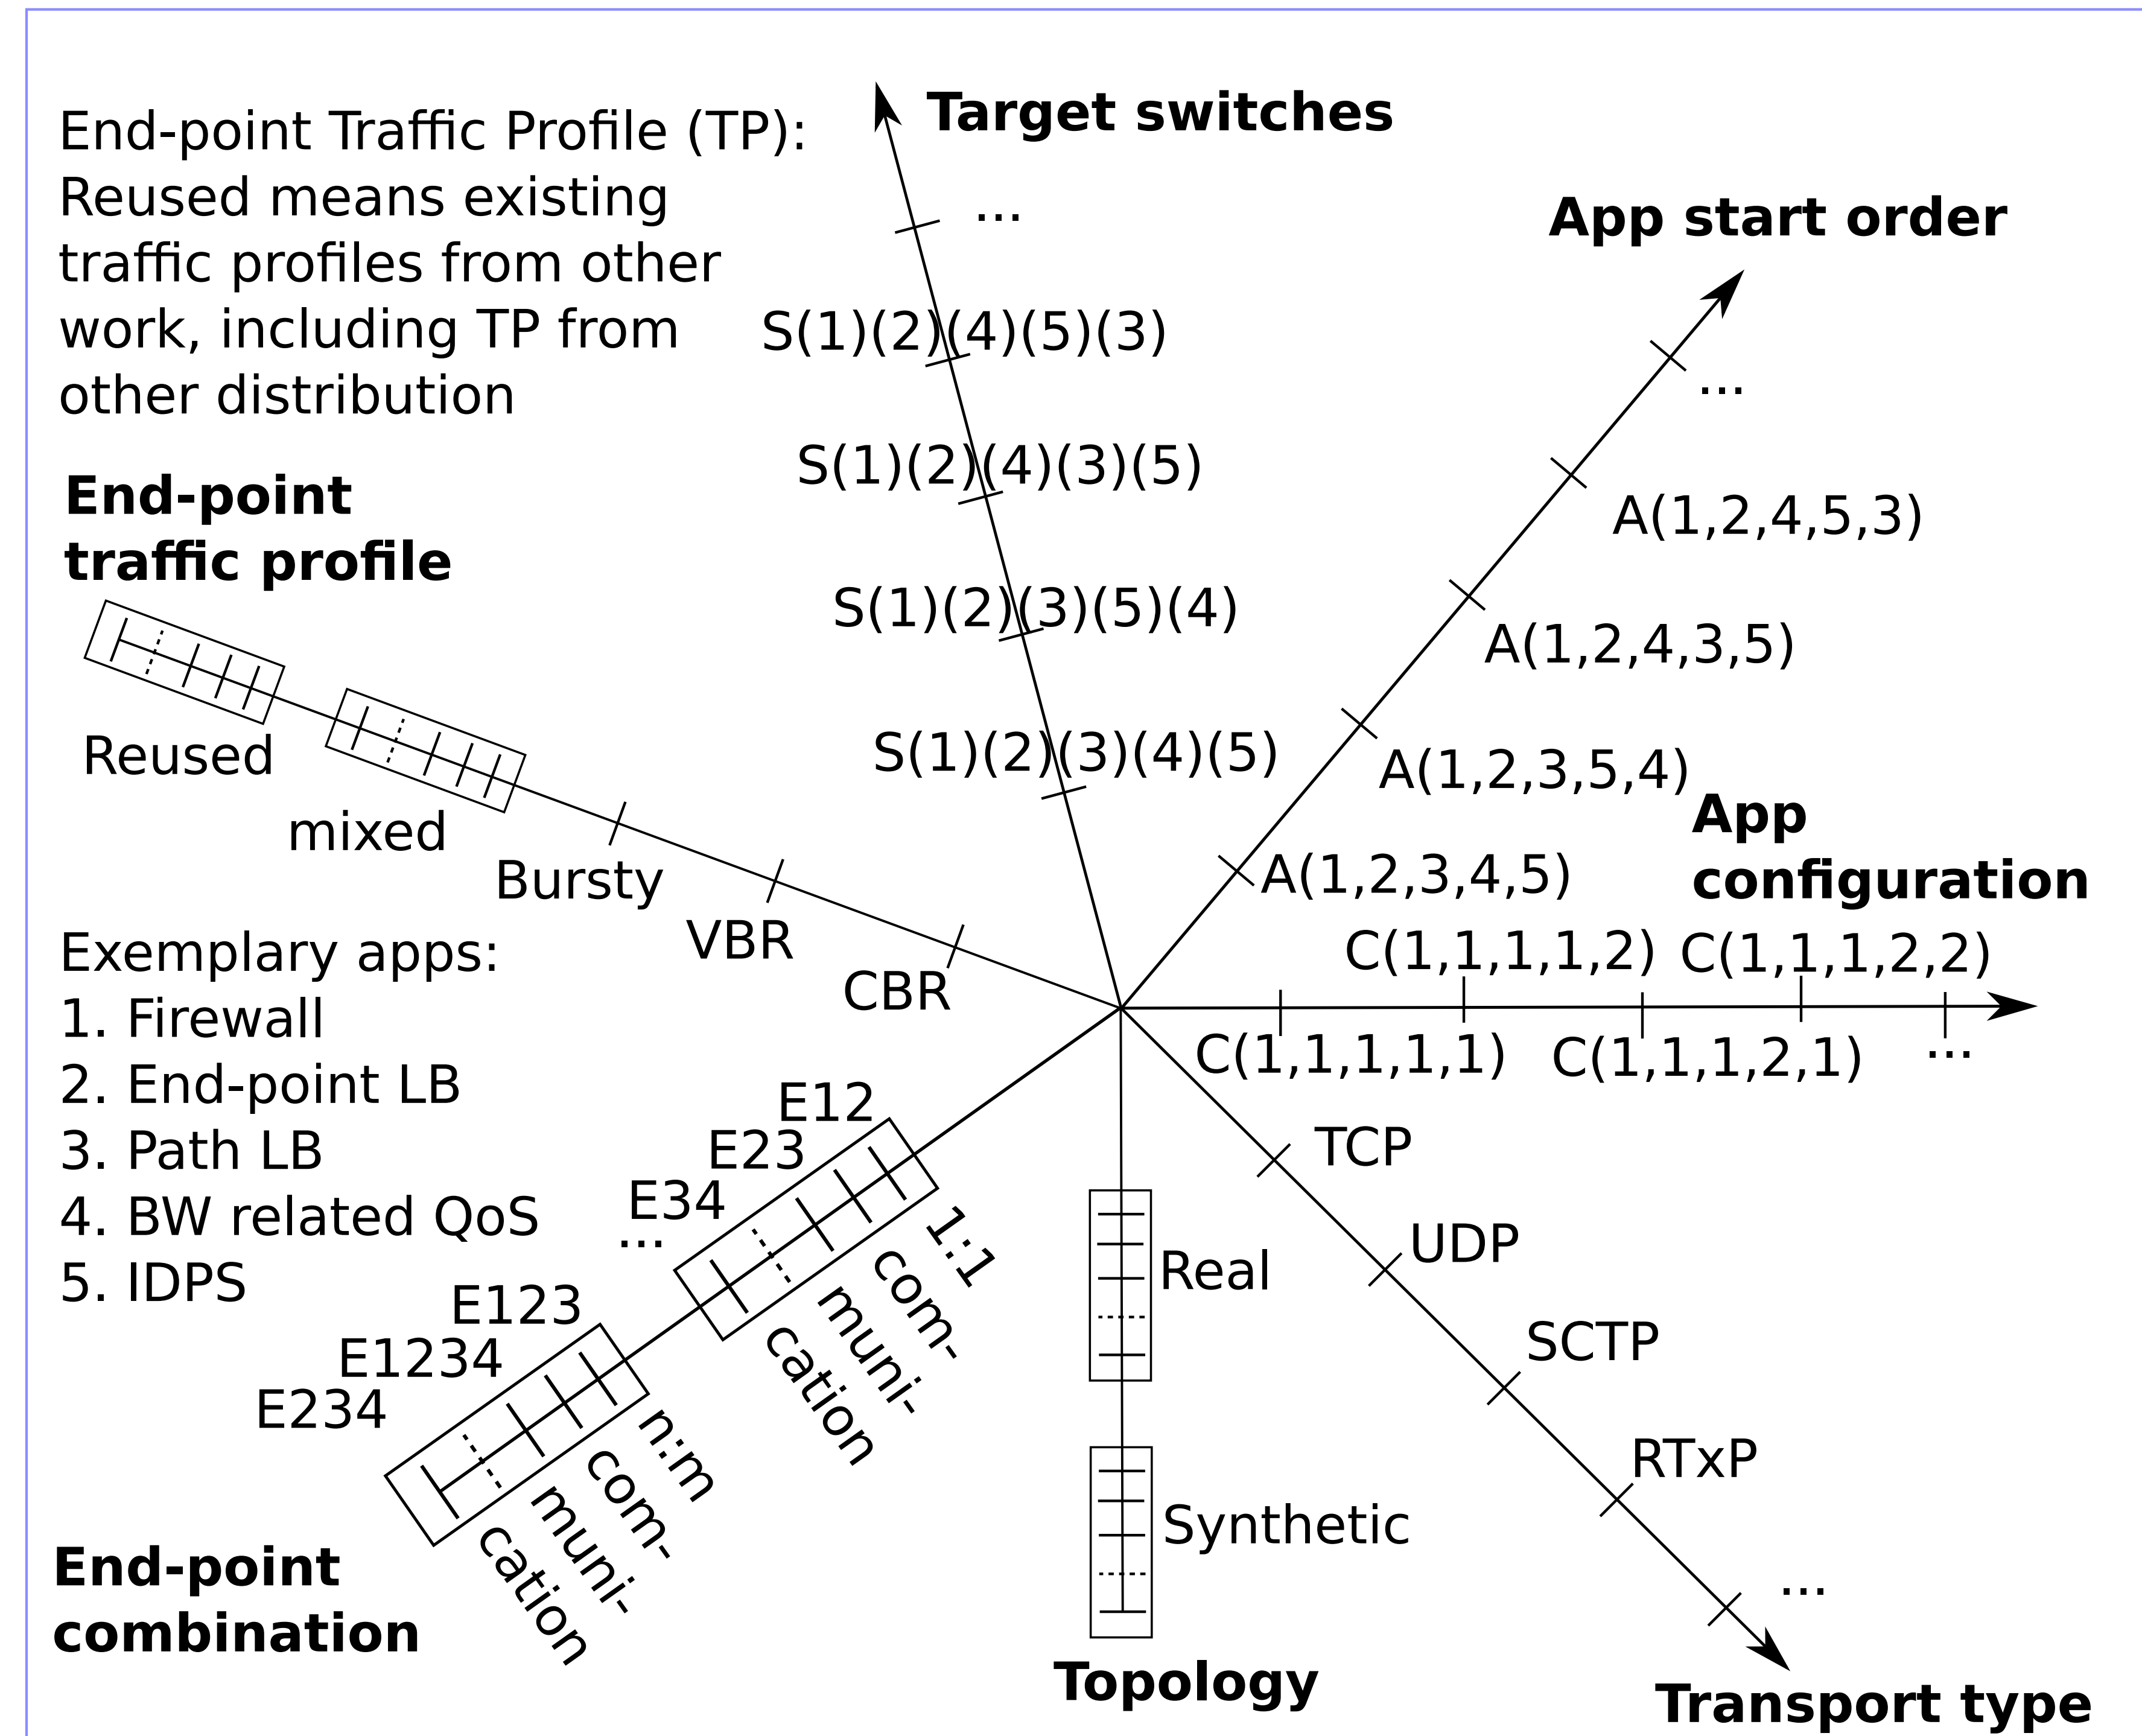 End-point Traffic Profile (TP):
Reused means existing
traffic profiles from other
work, including TP from
other distribution
Target switches
...
S(1)(2)(4)(5)(3)
S(1)(2)(4)(3)(5)
S(1)(2)(3)(5)(4)
S(1)(2)(3)(4)(5)
App start order
...
A(1,2,4,5,3)
A(1,2,4,3,5)
A(1,2,3,5,4)
A(1,2,3,4,5)
App
configuration
C(1,1,1,1,2) C(1,1,1,2,2)
C(1,1,1,1,1) C(1,1,1,2,1) ...
End-point
traffic profile
Reused
mixed
Bursty
VBR
CBR
Exemplary apps:
1. Firewall
2. End-point LB
3. Path LB
4. BW related QoS
5. IDPS
E12
E23
E34
...
1:1
com-
muni-
cation
E123
E1234
E234
n:m
com-
muni-
cation
End-point
combination
Real
Synthetic
Topology
TCP
UDP
SCTP
RTxP
...
Transport type